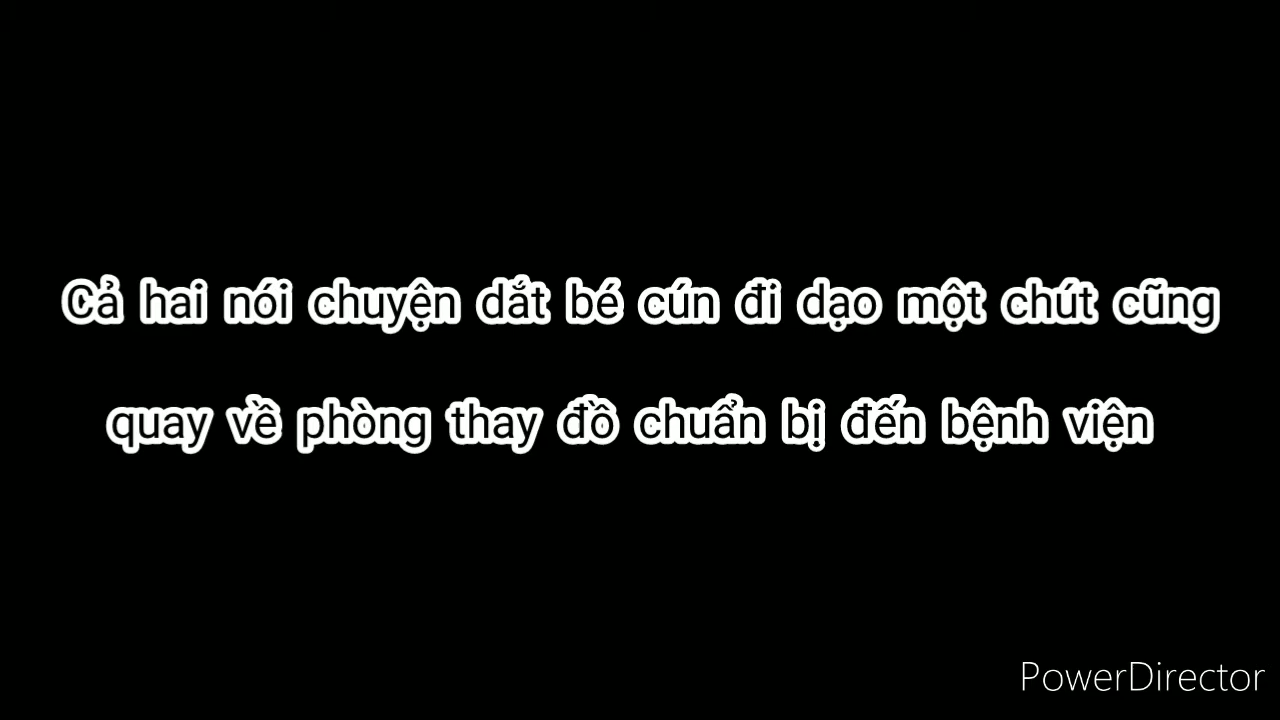 Cả hai nói chuyện dắt bé cún đi dạo một chút cũng
quay về phòng thay đồ chuẩn bị đến bệnh viện
PowerDirector